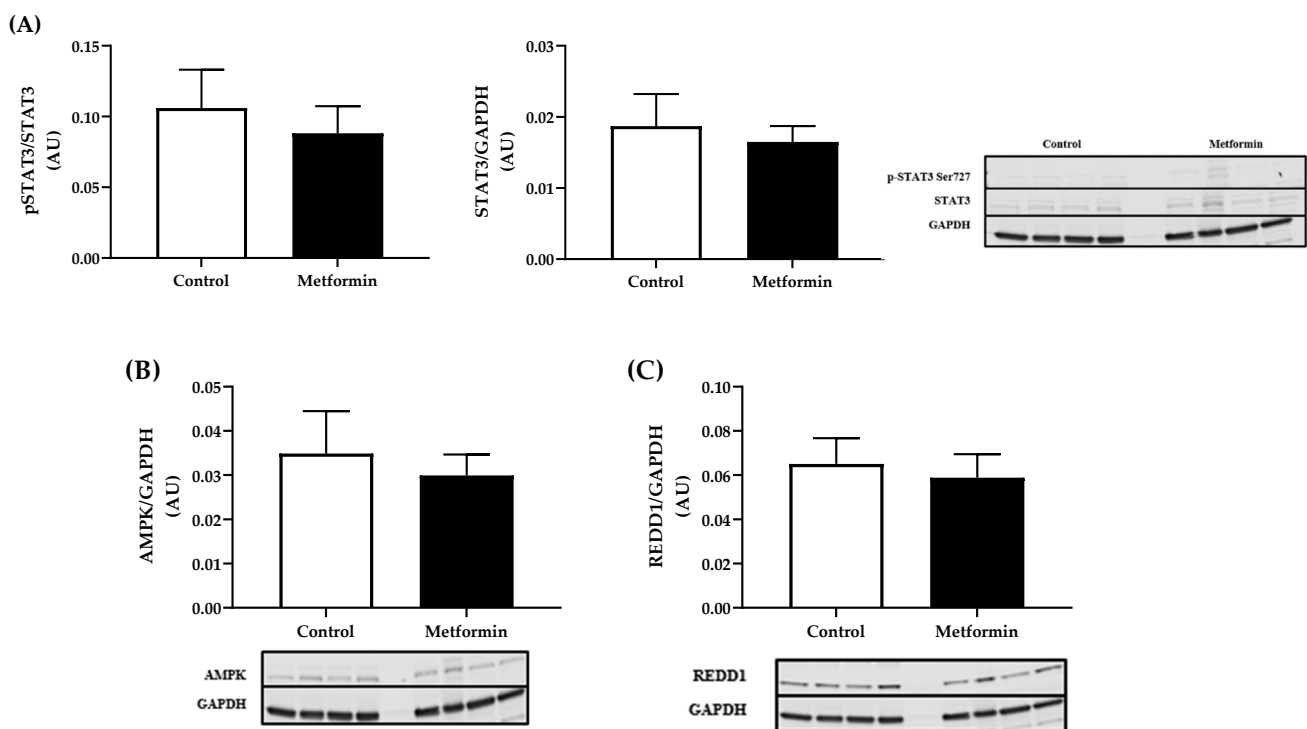 (A)
pSTAT3/STAT3
(AU)
0.15
0.10
0.05
0.00
Control Metformin
STAT3/GAPDH
(AU)
0.03
0.02
0.01
0.00
Control Metformin
Control Metformin
p-STAT3 Ser727
STAT3
GAPDH
(B)
AMPK/GAPDH
(AU)
0.05
0.04
0.03
0.02
0.01
0.00
Control Metformin
AMPK
GAPDH
(C)
REDD1/GAPDH
(AU)
0.10
0.08
0.06
0.04
0.02
0.00
Control Metformin
REDD1
GAPDH